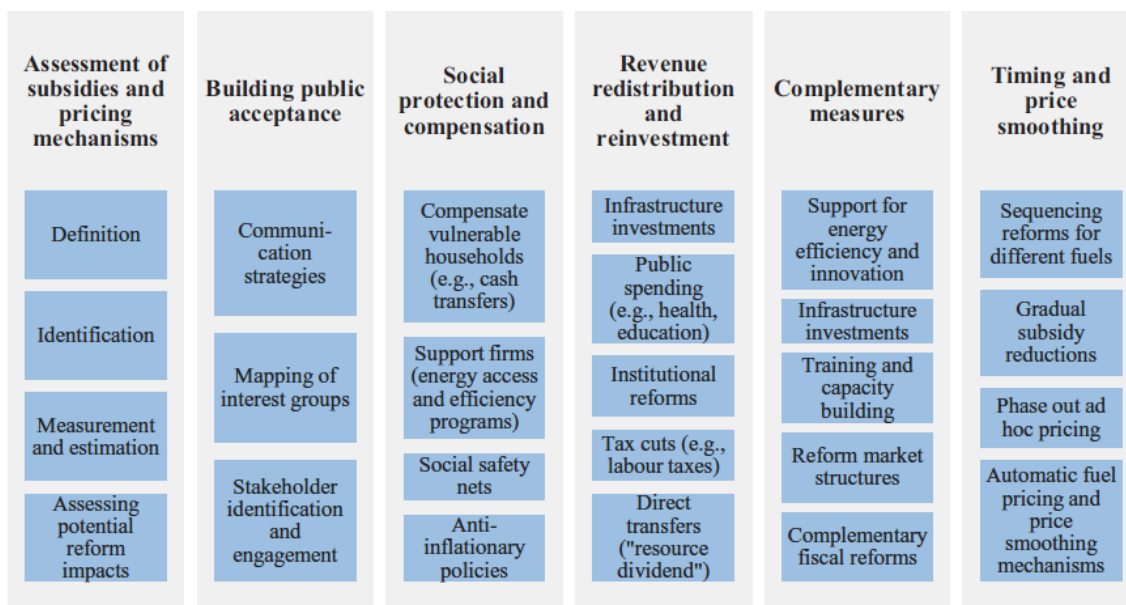 Assessment of
subsidies and
pricing
mechanisms
Definition
Identification
Measurement
and estimation
Assessing
potential
reform
impacts
Building public
acceptance
Communi-
cation
strategies
Mapping of
interest groups
Stakeholder
identification
and
engagement
Social
protection and
compensation
Compensate
vulnerable
households
(e.g., cash
transfers)
Support firms
(energy access
and efficiency
programs)
Social safety
nets
Anti-
inflationary
policies
Revenue
redistribution
and
reinvestment
Infrastructure
investments
Public
spending
(e.g., health,
education)
Institutional
reforms
Tax cuts (e.g.,
labour taxes)
Direct
transfers
("resource
dividend")
Complementary
measures
Support for
energy
efficiency and
innovation
Infrastructure
investments
Training and
capacity
building
Reform market
structures
Complementary
fiscal reforms
Timing and
price
smoothing
Sequencing
reforms for
different fuels
Gradual
subsidy
reductions
Phase out ad
hoc pricing
Automatic fuel
pricing and
price
smoothing
mechanisms